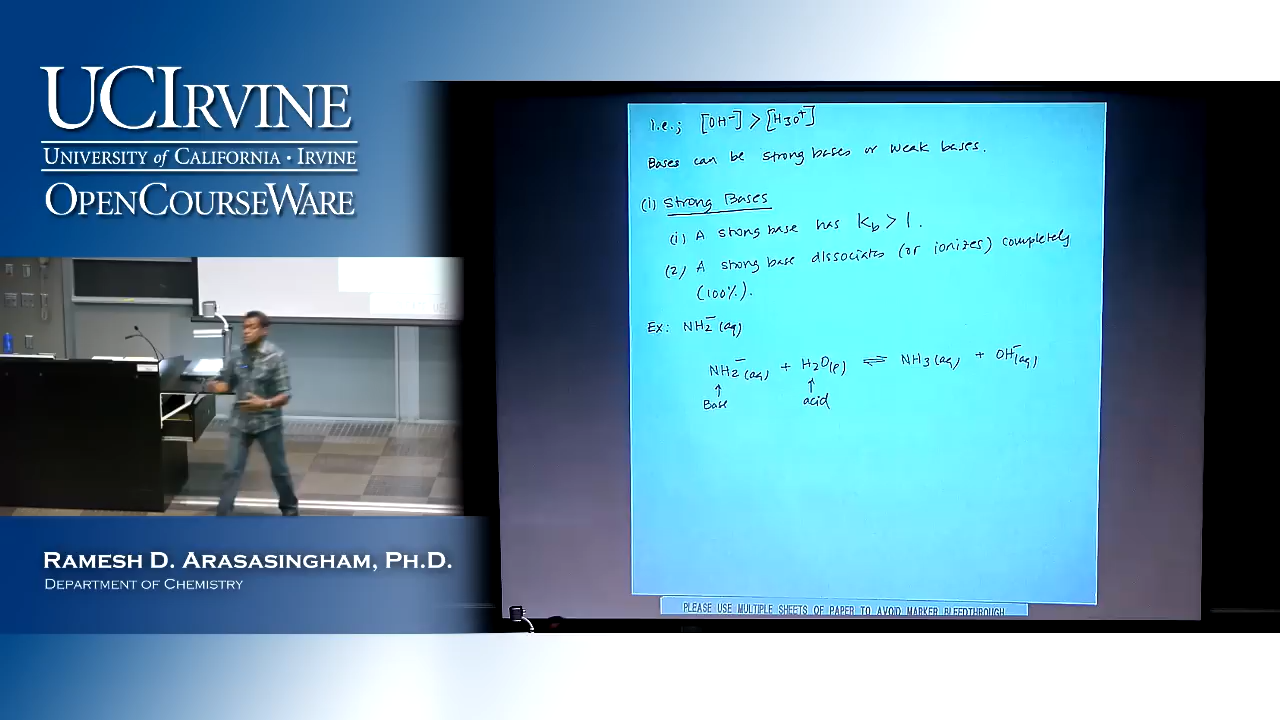 UCIRVINE
UNIVERSITY of CALIFORNIA · IRVINE
OPENCOURSEWARE
i.e.; [OH⁻] > [H3O⁺]
Bases can be strong bases or weak bases.
(1) Strong Bases
(i) A strong base has Kb > 1.
(2) A strong base dissociates (or ionizes) completely
(100%).
Ex: NH2⁻ (aq)
NH2⁻ (aq) + H2O(l) ⇌ NH3 (aq) + OH⁻(aq)
↑ ↑
Base acid
PLEASE USE MULTIPLE SHEETS OF PAPER TO AVOID MARKER BLEEDTHROUGH
RAMESH D. ARASASINGHAM, PH.D.
DEPARTMENT OF CHEMISTRY